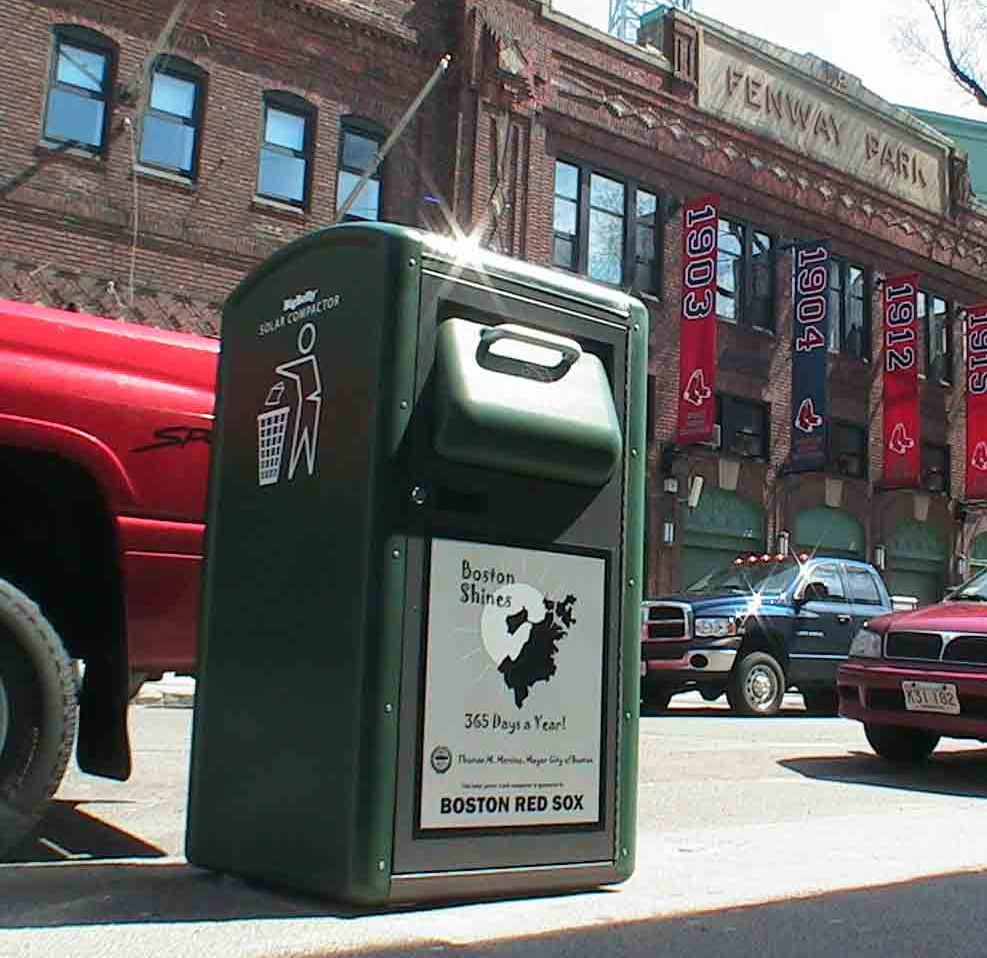 FENWAY PARK
1903
1904
1912
1915
BigBelly
SOLAR COMPACTOR
Boston
Shines
365 Days a Year!
Thomas M. Menino, Mayor City of Boston
BOSTON RED SOX